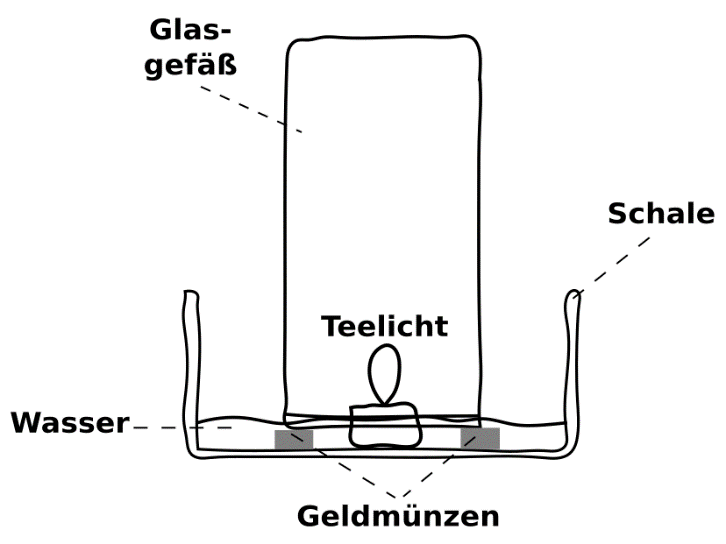 Glas-
gefäß
Schale
Teelicht
Wasser
Geldmünzen